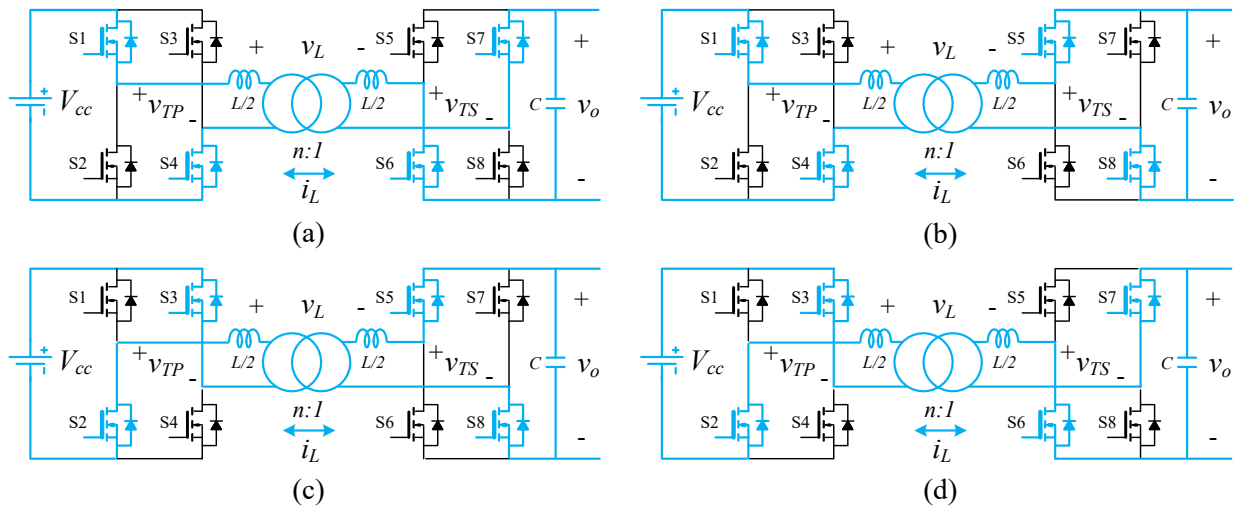 S1 S3 + v_L - S5 S7 +
V_cc + v_TP - L/2 L/2 + v_TS - C v_o
S2 S4 n:1 S6 S8 -
i_L
(a)
S1 S3 + v_L - S5 S7 +
V_cc + v_TP - L/2 L/2 + v_TS - C v_o
S2 S4 n:1 S6 S8 -
i_L
(b)
S1 S3 + v_L - S5 S7 +
V_cc + v_TP - L/2 L/2 + v_TS - C v_o
S2 S4 n:1 S6 S8 -
i_L
(c)
S1 S3 + v_L - S5 S7 +
V_cc + v_TP - L/2 L/2 + v_TS - C v_o
S2 S4 n:1 S6 S8 -
i_L
(d)